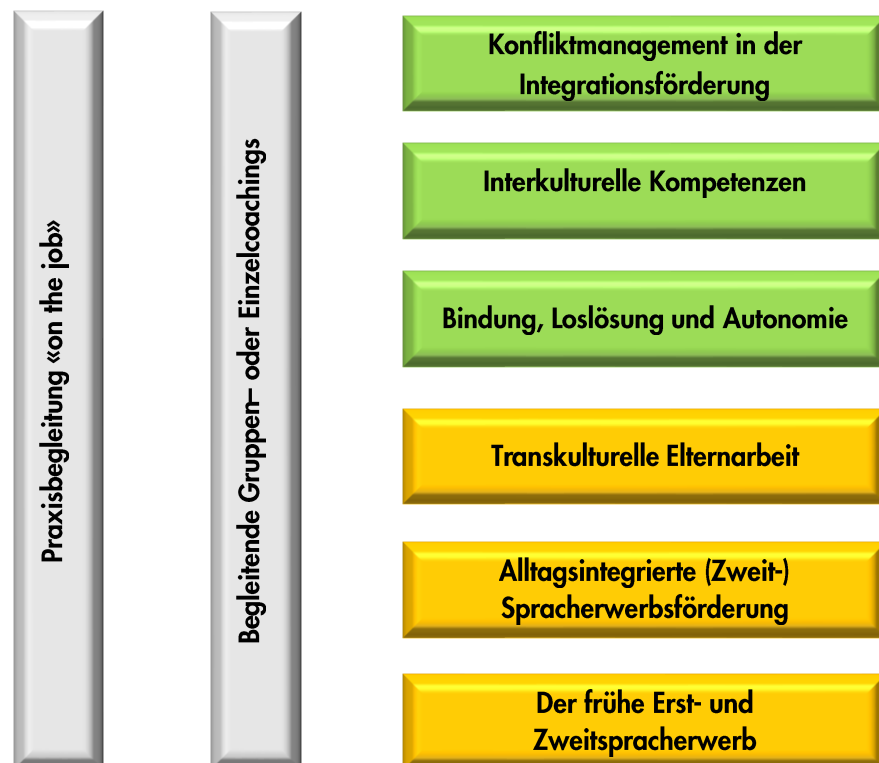 Praxisbegleitung «on the job»
Begleitende Gruppen– oder Einzelcoachings
Konfliktmanagement in der
Integrationsförderung
Interkulturelle Kompetenzen
Bindung, Loslösung und Autonomie
Transkulturelle Elternarbeit
Alltagsintegrierte (Zweit-)
Spracherwerbsförderung
Der frühe Erst- und
Zweitspracherwerb